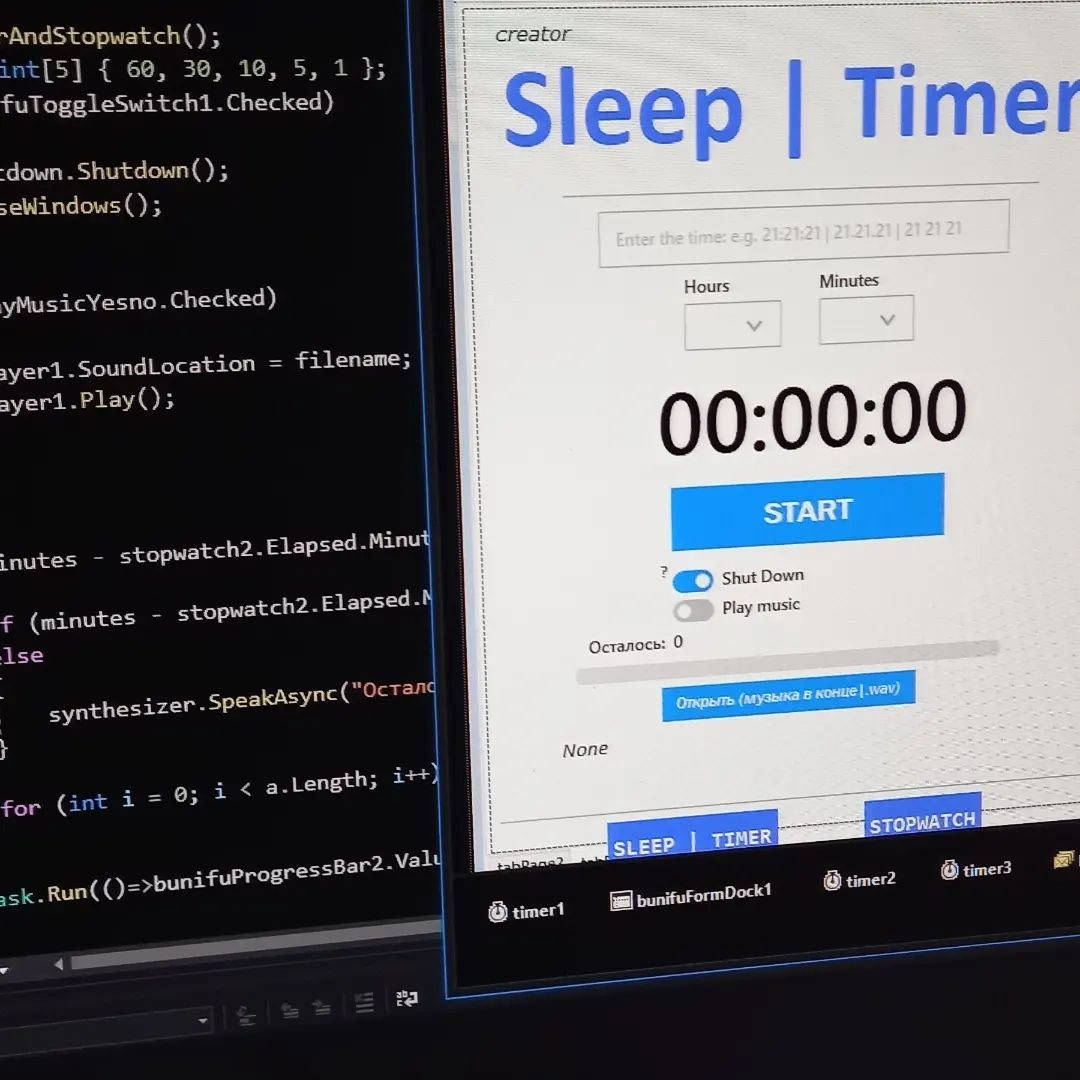 rAndStopwatch();
int[5] { 60, 30, 10, 5, 1 };
fuToggleSwitch1.Checked)
tdown.Shutdown();
seWindows();
yMusicYesno.Checked)
ayer1.SoundLocation = filename;
ayer1.Play();
inutes - stopwatch2.Elapsed.Minut
f (minutes - stopwatch2.Elapsed.M
else
{
synthesizer.SpeakAsync("Остало
}
for (int i = 0; i < a.Length; i++)
ask.Run(()=>bunifuProgressBar2.Valu
creator
Sleep | Timer
Enter the time: e.g. 21:21:21 | 21.21.21 | 21 21 21
Hours Minutes
00:00:00
START
? Shut Down
Play music
Осталось: 0
Открыть (музыка в конце|.wav)
None
SLEEP | TIMER STOPWATCH
tabPage2
timer1 bunifuFormDock1 timer2 timer3